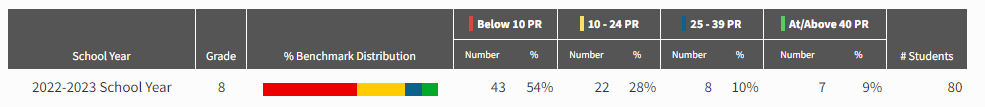 Below 10 PR 10 - 24 PR 25 - 39 PR At/Above 40 PR
School Year Grade % Benchmark Distribution Number % Number % Number % Number % # Students
2022-2023 School Year 8 43 54% 22 28% 8 10% 7 9% 80